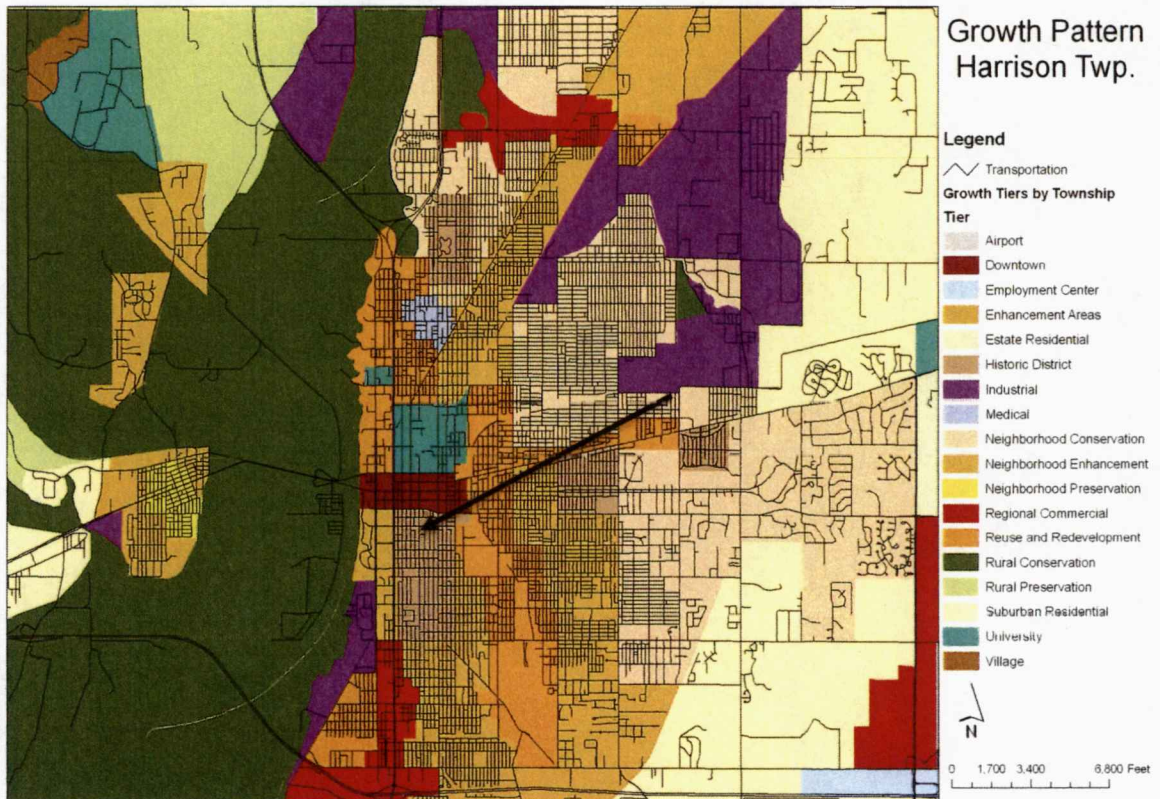 Growth Pattern
Harrison Twp.
Legend
Transportation
Growth Tiers by Township
Tier
Airport
Downtown
Employment Center
Enhancement Areas
Estate Residential
Historic District
Industrial
Medical
Neighborhood Conservation
Neighborhood Enhancement
Neighborhood Preservation
Regional Commercial
Reuse and Redevelopment
Rural Conservation
Rural Preservation
Suburban Residential
University
Village
N
0 1,700 3,400 6,800 Feet